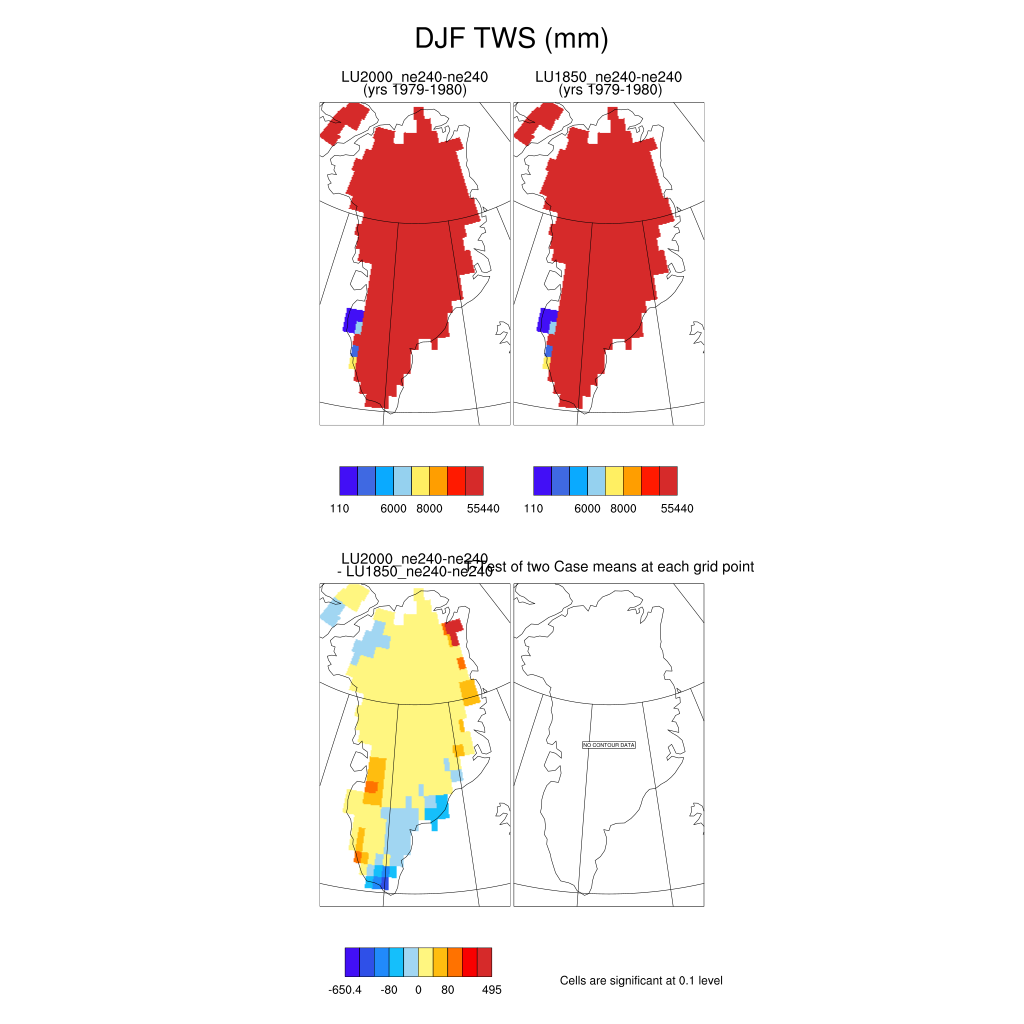 DJF TWS (mm)
LU2000_ne240-ne240
(yrs 1979-1980)
LU1850_ne240-ne240
(yrs 1979-1980)
110 6000 8000 55440
110 6000 8000 55440
LU2000_ne240-ne240
- LU1850_ne240-ne240
T-Test of two Case means at each grid point
NO CONTOUR DATA
-650.4 -80 0 80 495
Cells are significant at 0.1 level